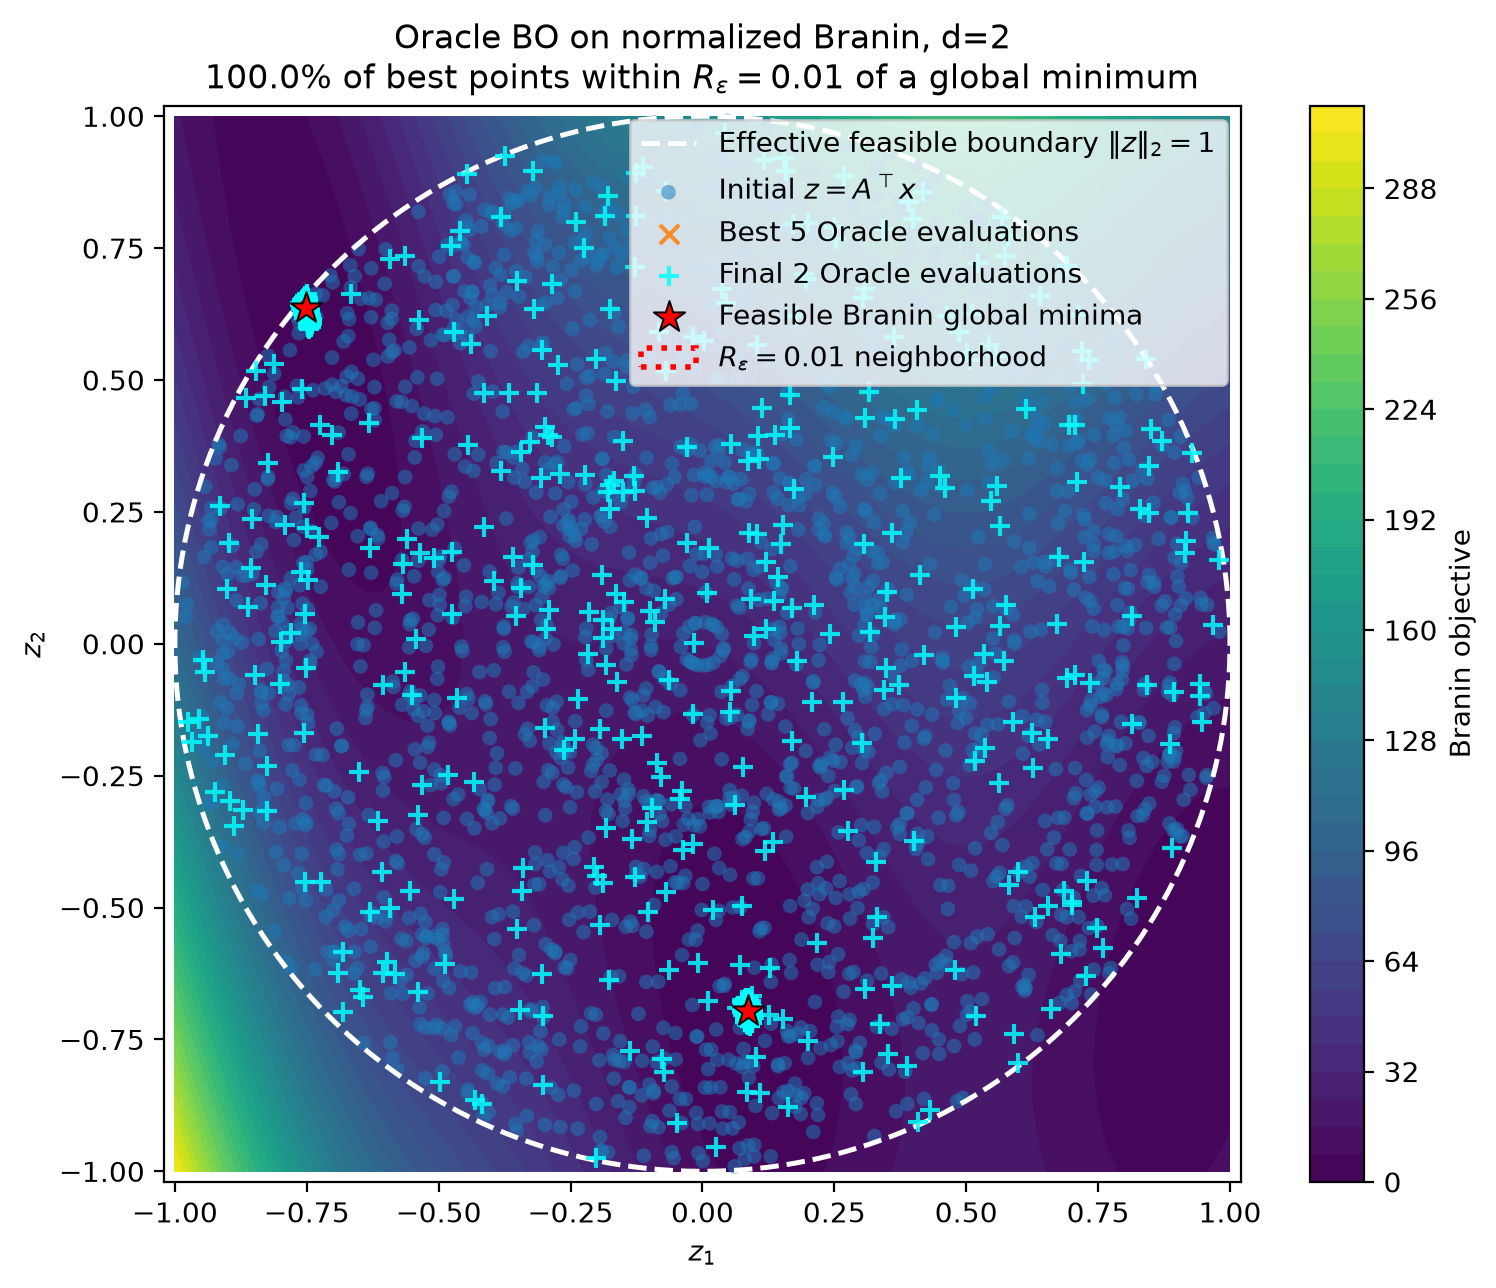 Oracle BO on normalized Branin, d=2
100.0% of best points within R_ε = 0.01 of a global minimum
Effective feasible boundary ‖z‖₂ = 1
Initial z = A^⊤ x
Best 5 Oracle evaluations
Final 2 Oracle evaluations
Feasible Branin global minima
R_ε = 0.01 neighborhood
1.00
0.75
0.50
0.25
0.00
−0.25
−0.50
−0.75
−1.00
z₂
−1.00
−0.75
−0.50
−0.25
0.00
0.25
0.50
0.75
1.00
z₁
288
256
224
192
160
128
96
64
32
0
Branin objective